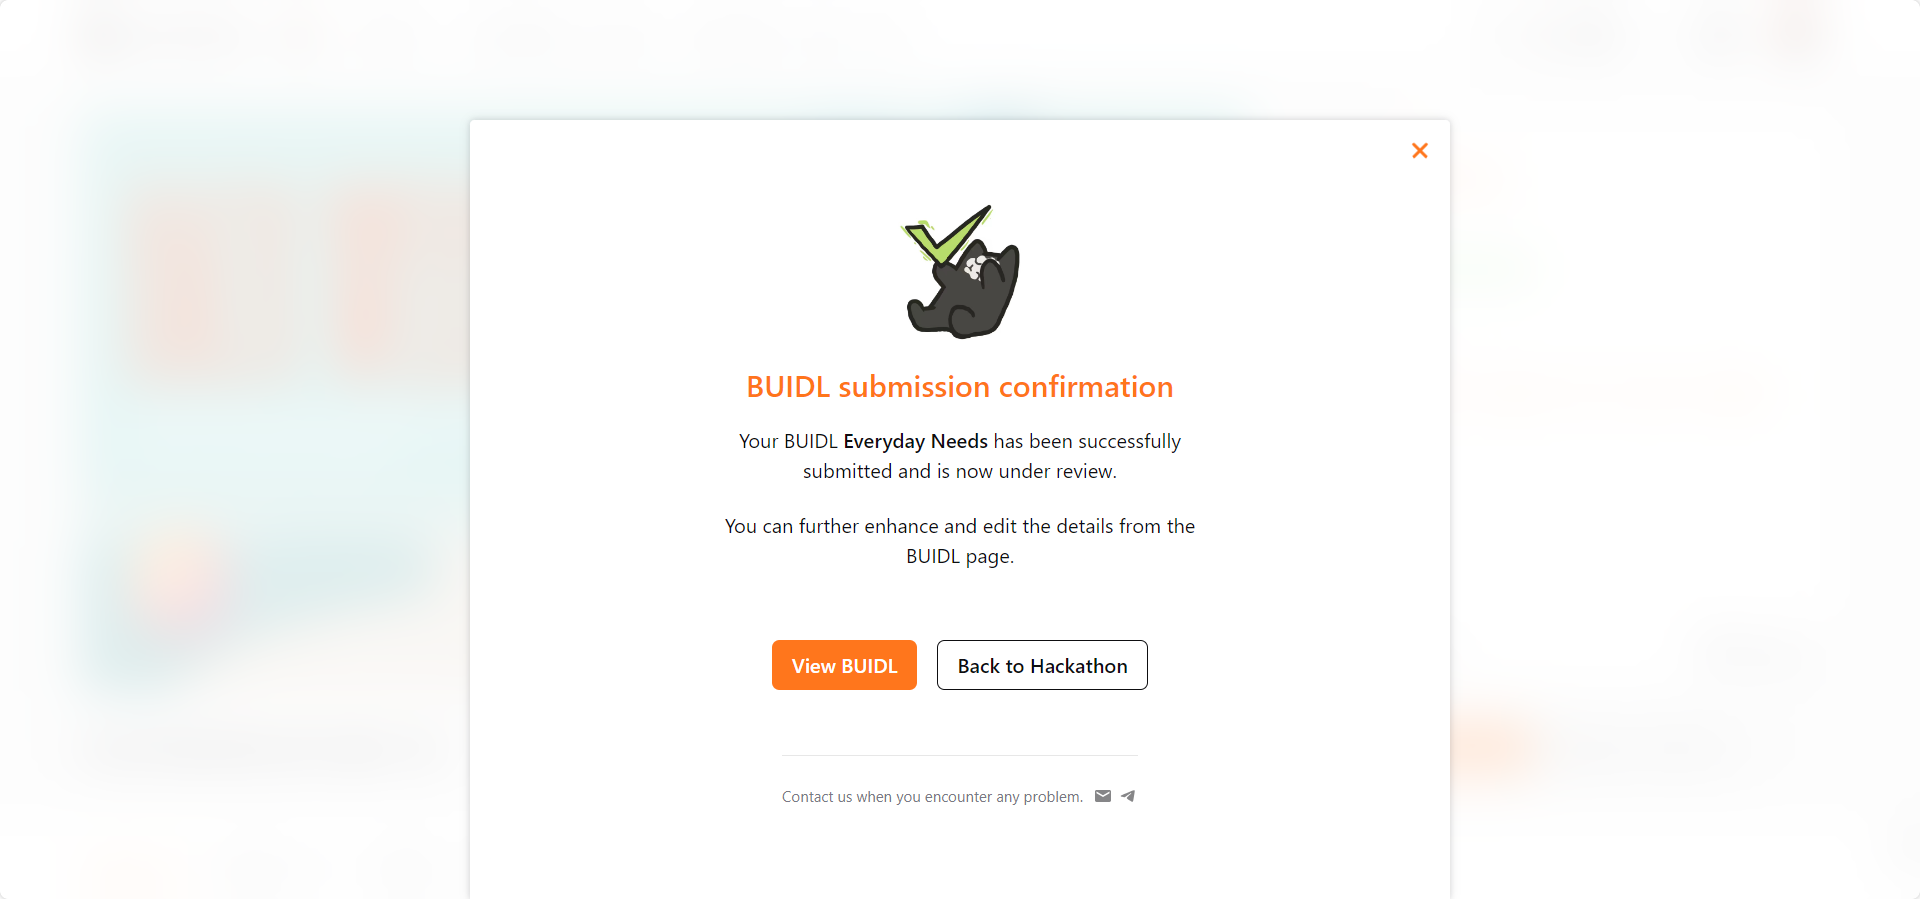 BUIDL submission confirmation
Your BUIDL Everyday Needs has been successfully
submitted and is now under review.
You can further enhance and edit the details from the
BUIDL page.
View BUIDL
Back to Hackathon
Contact us when you encounter any problem.